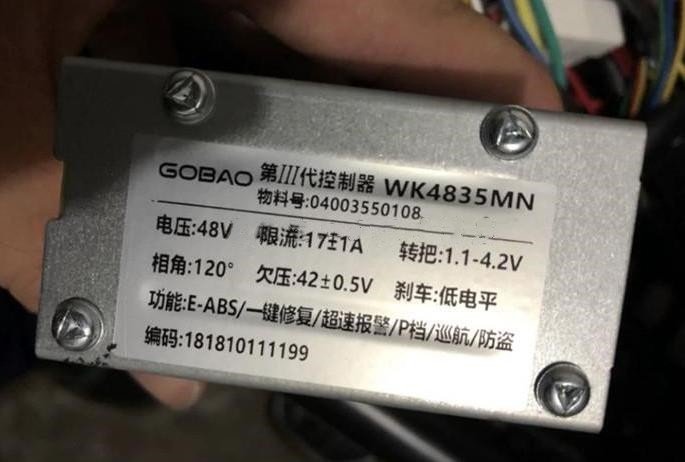 GOBAO 第III代控制器 WK4835MN
物料号:04003550108
电压:48V 限流:17±1A 转把:1.1-4.2V
相角:120° 欠压:42±0.5V 刹车:低电平
功能:E-ABS/一键修复/超速报警/P档/巡航/防盗
编码:181810111199